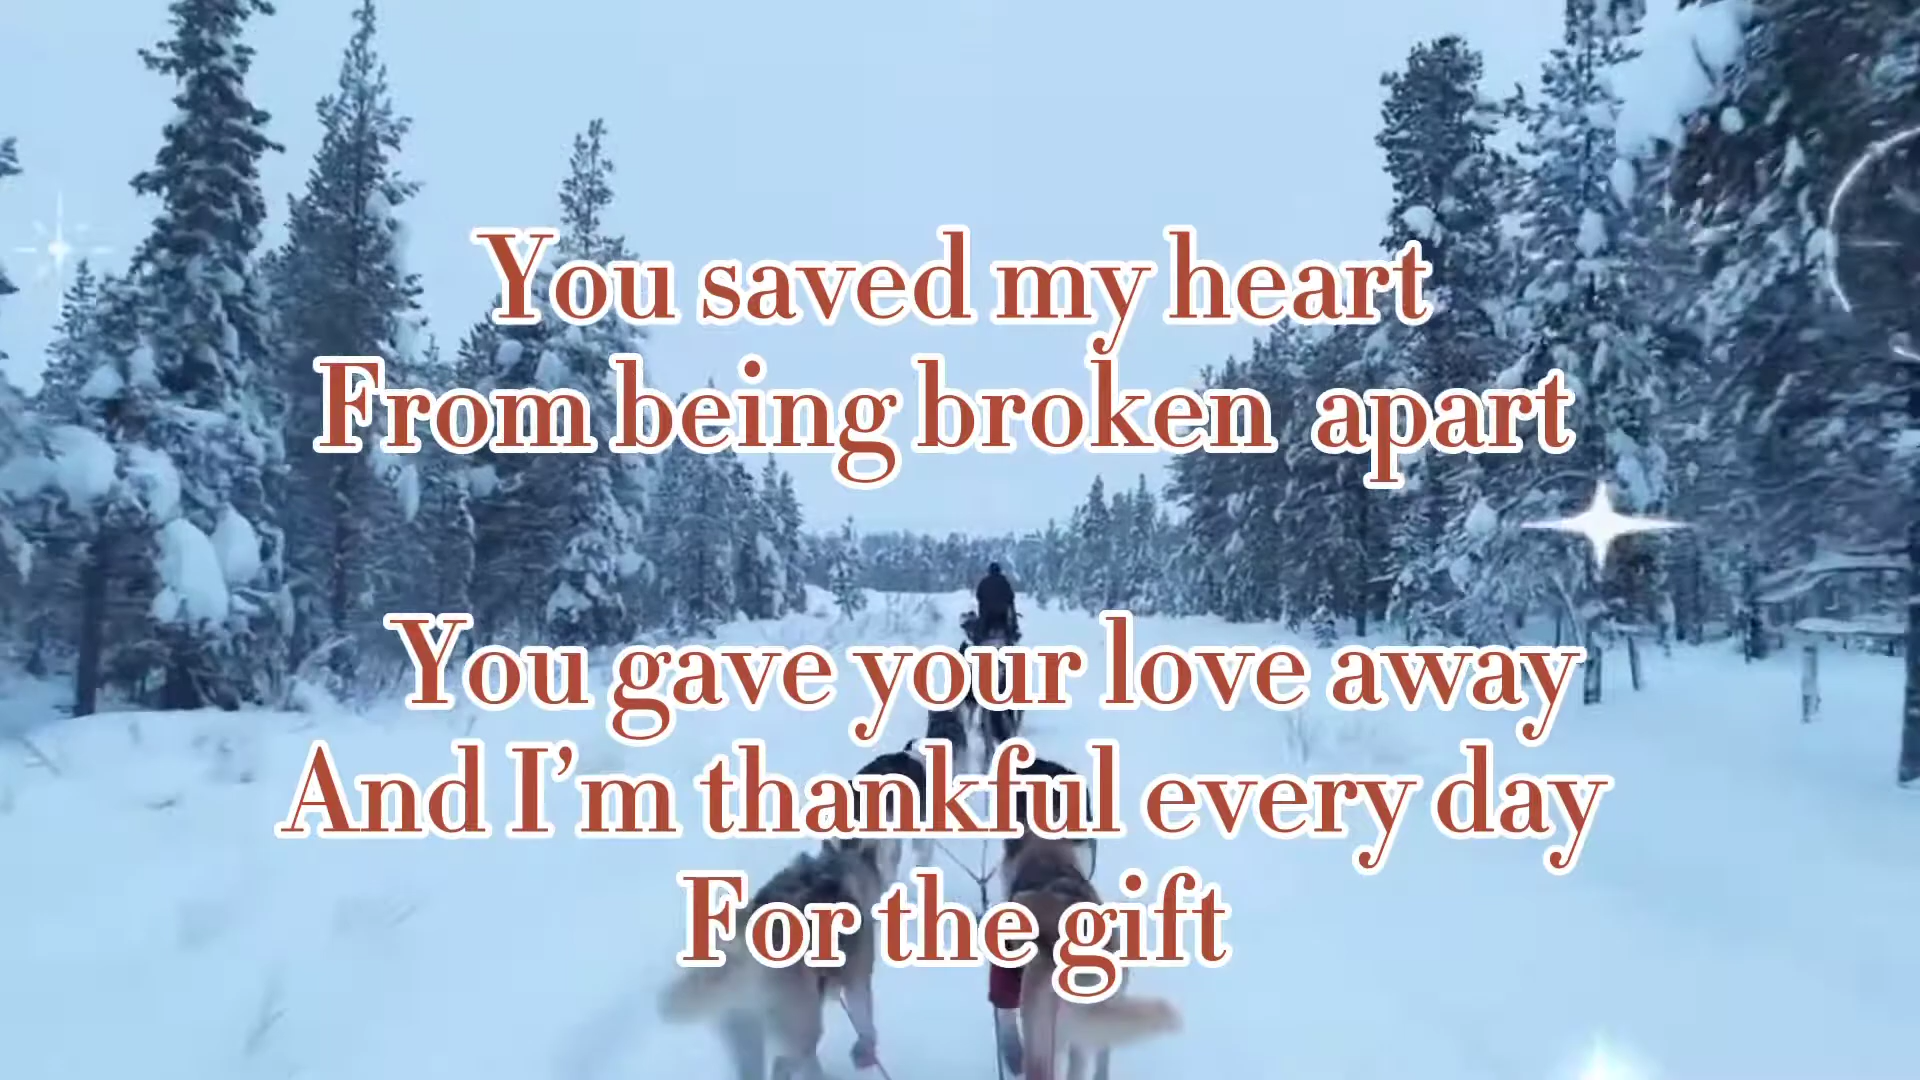 You saved my heart
From being broken apart
You gave your love away
And I’m thankful every day
For the gift